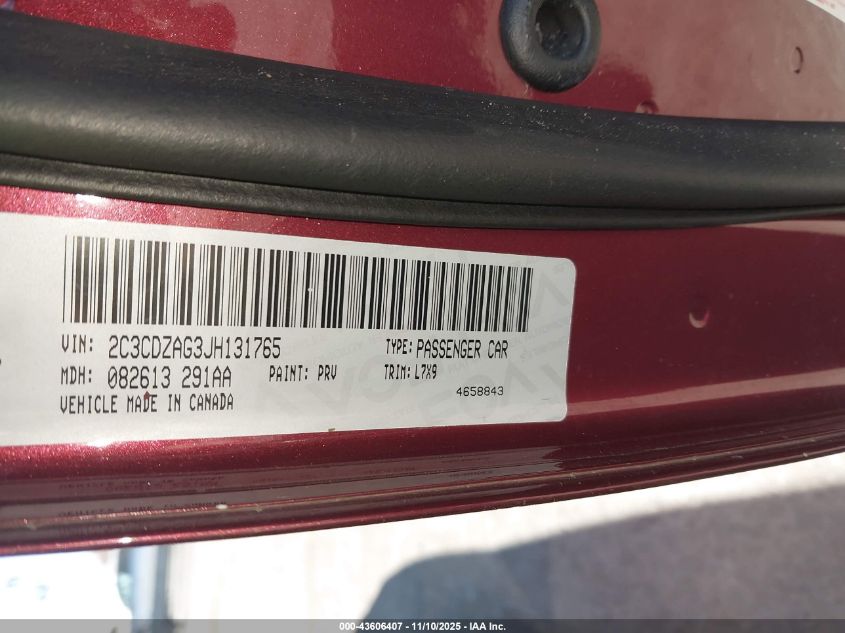 VIN: 2C3CDZAG3JH131765 TYPE: PASSENGER CAR
MDH: 082613 291AA PAINT: PRV TRIM: L7X9
VEHICLE MADE IN CANADA 4658843
000-43606407 - 11/10/2025 - IAA Inc.